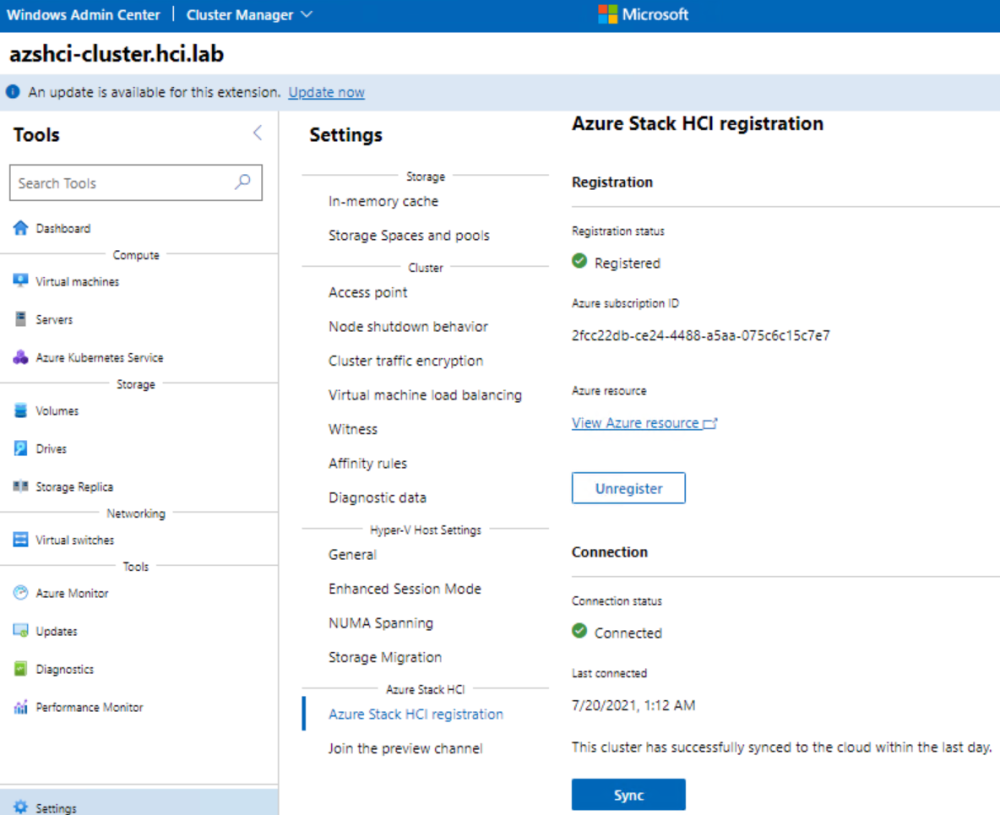 Windows Admin Center | Cluster Manager
Microsoft
azshci-cluster.hci.lab
An update is available for this extension. Update now
Tools
Search Tools
Dashboard
Compute
Virtual machines
Servers
Azure Kubernetes Service
Storage
Volumes
Drives
Storage Replica
Networking
Virtual switches
Tools
Azure Monitor
Updates
Diagnostics
Performance Monitor
Settings
Settings
Storage
In-memory cache
Storage Spaces and pools
Cluster
Access point
Node shutdown behavior
Cluster traffic encryption
Virtual machine load balancing
Witness
Affinity rules
Diagnostic data
Hyper-V Host Settings
General
Enhanced Session Mode
NUMA Spanning
Storage Migration
Azure Stack HCI
Azure Stack HCI registration
Join the preview channel
Azure Stack HCI registration
Registration
Registration status
Registered
Azure subscription ID
2fcc22db-ce24-4488-a5aa-075c6c15c7e7
Azure resource
View Azure resource
Unregister
Connection
Connection status
Connected
Last connected
7/20/2021, 1:12 AM
This cluster has successfully synced to the cloud within the last day.
Sync